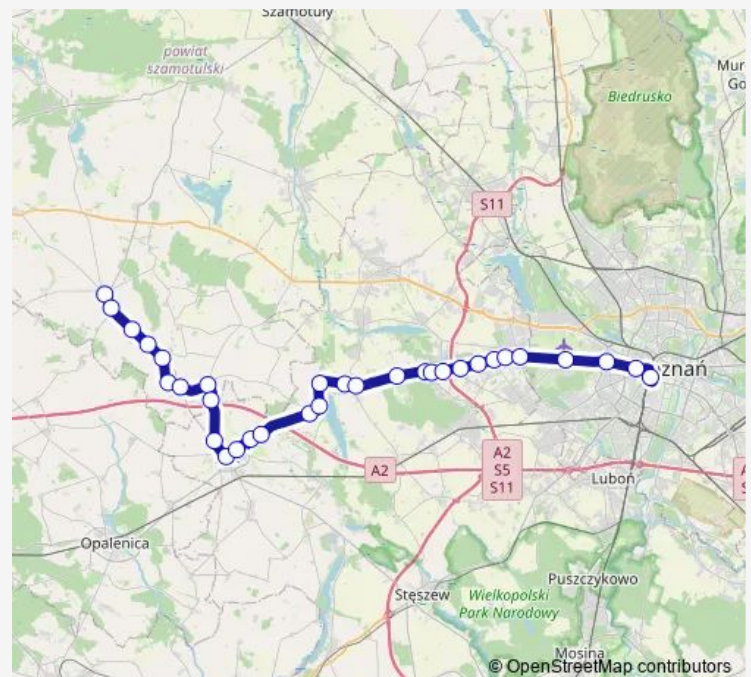 Szamotuły
powiat
szamotulski
Mur
Go
Biedrusko
S11
znań
A2
A2
S5
S11
A
S
Luboń
Opalenica
Puszczykowo
Stęszew
Wielkopolski
Park Narodowy
Mosina
© OpenStreetMap contributors